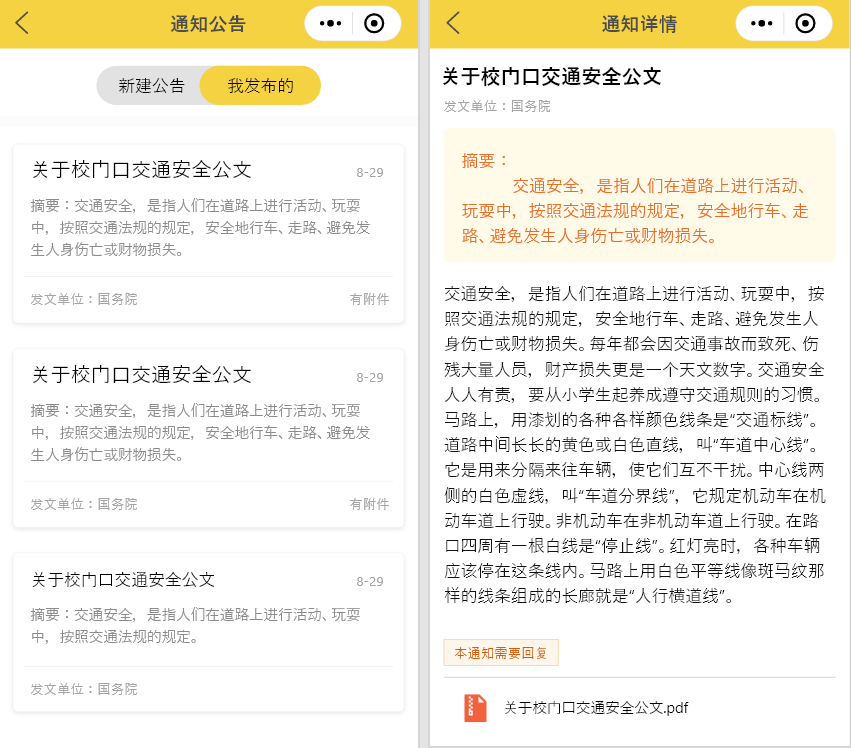 通知公告
新建公告
我发布的
关于校门口交通安全公文
8-29
摘要：交通安全，是指人们在道路上进行活动、玩耍
中，按照交通法规的规定，安全地行车、走路、避免发
生人身伤亡或财物损失。
发文单位：国务院
有附件
关于校门口交通安全公文
8-29
摘要：交通安全，是指人们在道路上进行活动、玩耍
中，按照交通法规的规定，安全地行车、走路、避免发
生人身伤亡或财物损失。
发文单位：国务院
有附件
关于校门口交通安全公文
8-29
摘要：交通安全，是指人们在道路上进行活动、玩耍
中，按照交通法规的规定。
发文单位：国务院
通知详情
关于校门口交通安全公文
发文单位：国务院
摘要：
交通安全，是指人们在道路上进行活动、
玩耍中，按照交通法规的规定，安全地行车、走
路、避免发生人身伤亡或财物损失。
交通安全，是指人们在道路上进行活动、玩耍中，按
照交通法规的规定，安全地行车、走路、避免发生人
身伤亡或财物损失。每年都会因交通事故而致死、伤
残大量人员，财产损失更是一个天文数字。交通安全
人人有责，要从小学生起养成遵守交通规则的习惯。
马路上，用漆划的各种各样颜色线条是“交通标线”。
道路中间长长的黄色或白色直线，叫“车道中心线”。
它是用来分隔来往车辆，使它们互不干扰。中心线两
侧的白色虚线，叫“车道分界线”，它规定机动车在机
动车道上行驶。非机动车在非机动车道上行驶。在路
口四周有一根白线是“停止线”。红灯亮时，各种车辆
应该停在这条线内。马路上用白色平等线像斑马纹那
样的线条组成的长廊就是“人行横道线”。
本通知需要回复
关于校门口交通安全公文.pdf